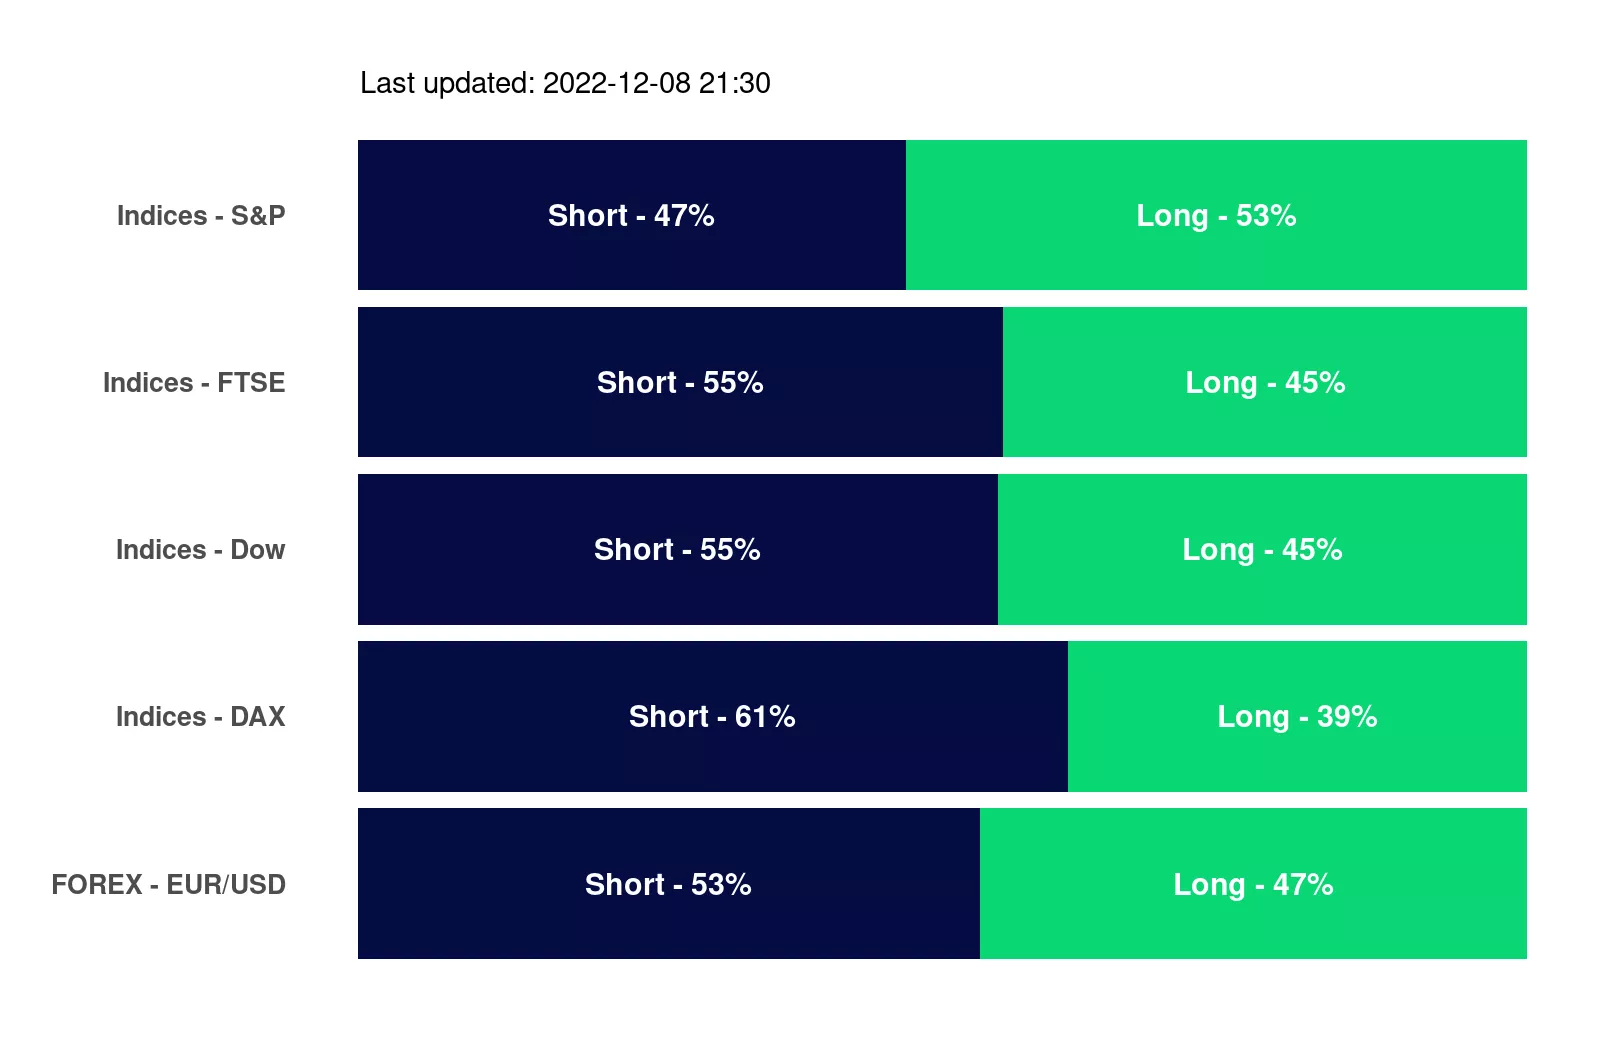 Last updated: 2022-12-08 21:30
Indices - S&P Short - 47% Long - 53%
Indices - FTSE Short - 55% Long - 45%
Indices - Dow Short - 55% Long - 45%
Indices - DAX Short - 61% Long - 39%
FOREX - EUR/USD Short - 53% Long - 47%